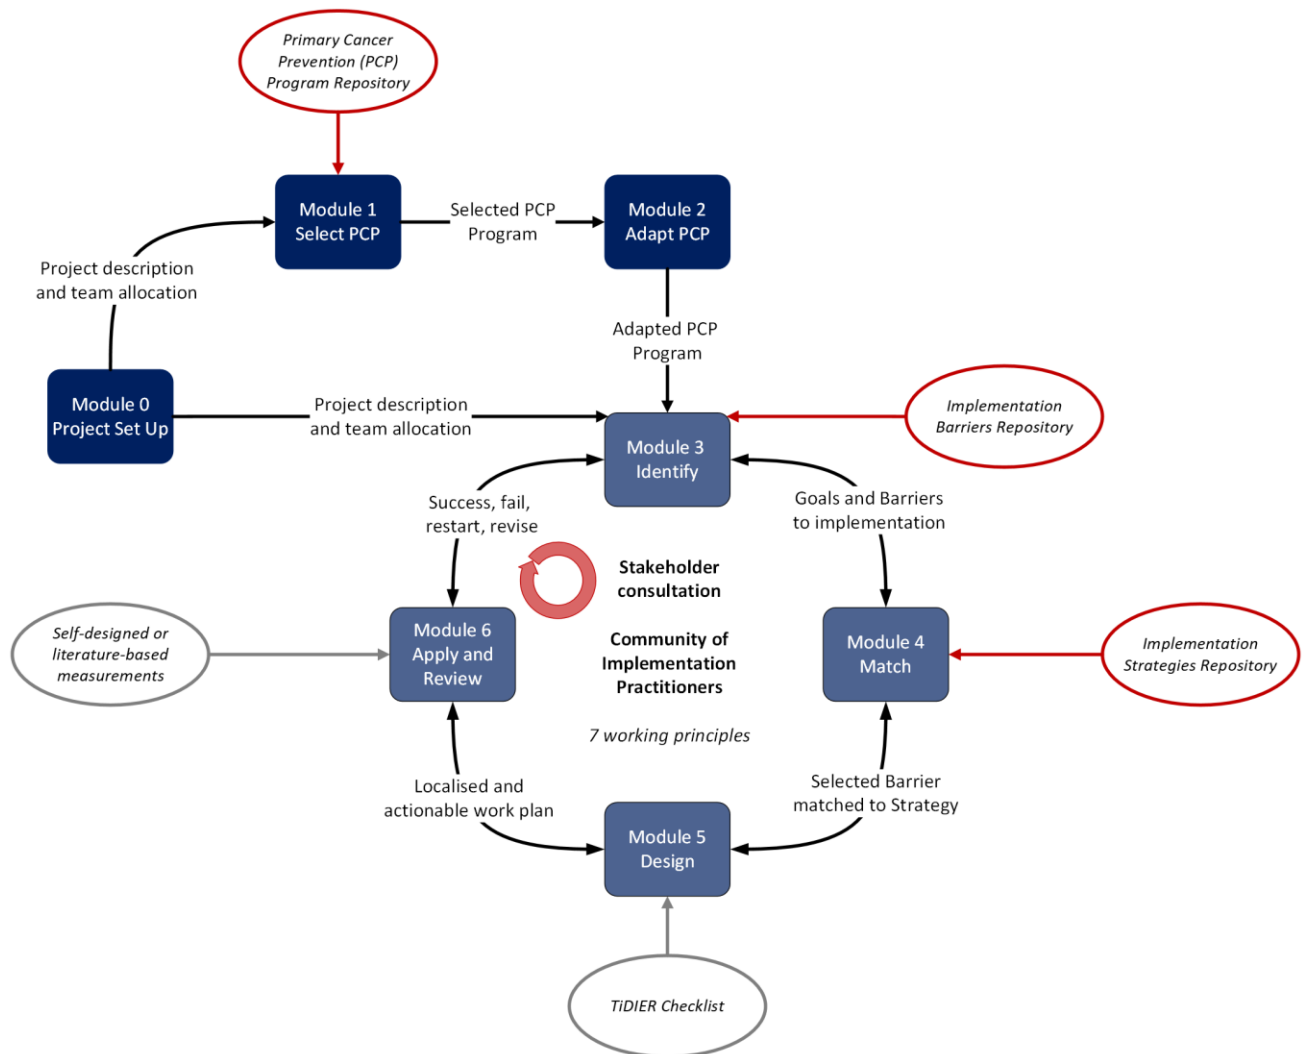 Primary Cancer
Prevention (PCP)
Program Repository
Module 1
Select PCP
Selected PCP
Program
Module 2
Adapt PCP
Project description
and team allocation
Adapted PCP
Program
Module 0
Project Set Up
Project description
and team allocation
Implementation
Barriers Repository
Module 3
Identify
Success, fail,
restart, revise
Goals and Barriers
to implementation
Stakeholder
consultation
Self-designed or
literature-based
measurements
Module 6
Apply and
Review
Community of
Implementation
Practitioners
Module 4
Match
Implementation
Strategies Repository
7 working principles
Localised and
actionable work plan
Selected Barrier
matched to Strategy
Module 5
Design
TiDIER Checklist